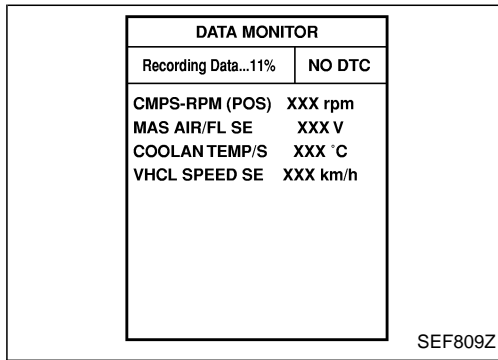 DATA MONITOR
Recording Data...11% NO DTC
CMPS-RPM (POS) XXX rpm
MAS AIR/FL SE XXX V
COOLAN TEMP/S XXX °C
VHCL SPEED SE XXX km/h
SEF809Z